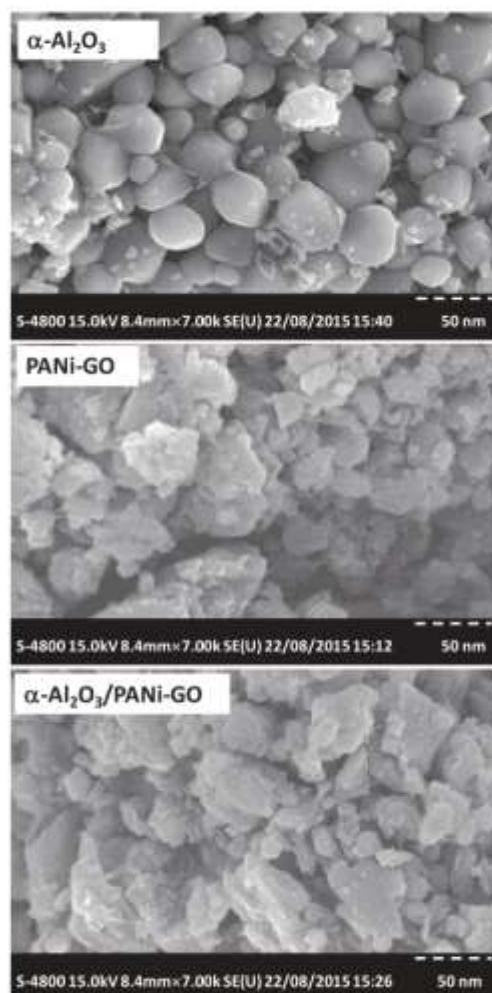 α-Al₂O₃
S-4800 15.0kV 8.4mm×7.00k SE(U) 22/08/2015 15:40 50 nm
PANi-GO
S-4800 15.0kV 8.4mm×7.00k SE(U) 22/08/2015 15:12 50 nm
α-Al₂O₃/PANi-GO
S-4800 15.0kV 8.4mm×7.00k SE(U) 22/08/2015 15:26 50 nm